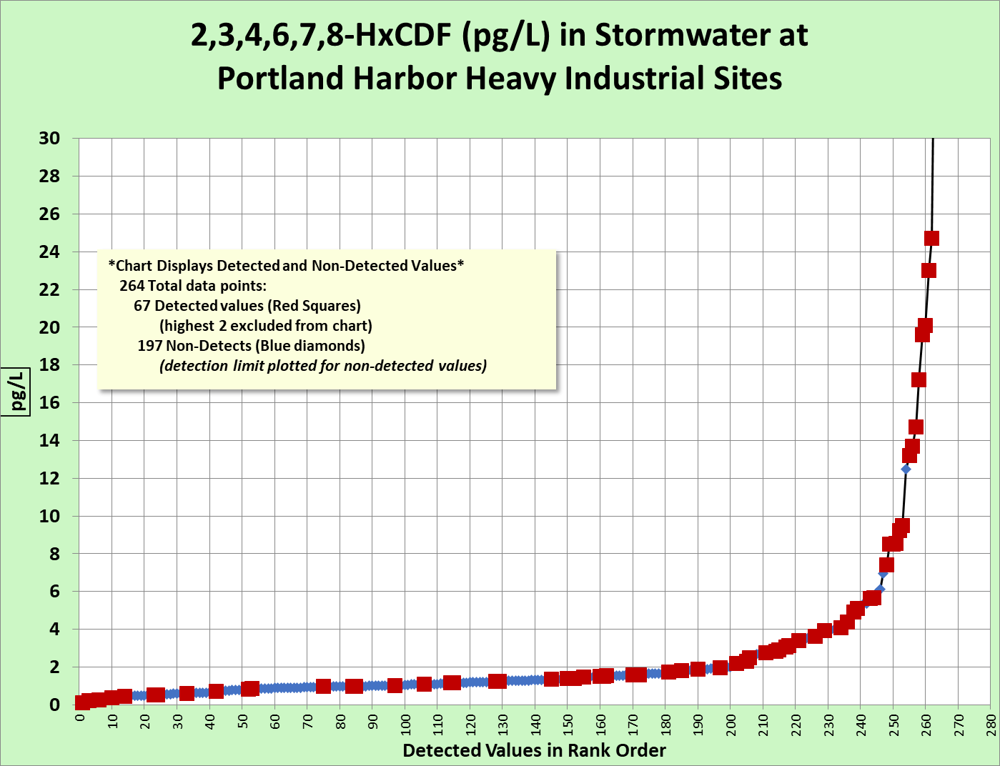 2,3,4,6,7,8-HxCDF (pg/L) in Stormwater at
Portland Harbor Heavy Industrial Sites
30
28
26
24
22
20
18
16
14
12
10
8
6
4
2
0
pg/L
*Chart Displays Detected and Non-Detected Values*
264 Total data points:
67 Detected values (Red Squares)
(highest 2 excluded from chart)
197 Non-Detects (Blue diamonds)
(detection limit plotted for non-detected values)
0 10 20 30 40 50 60 70 80 90 100 110 120 130 140 150 160 170 180 190 200 210 220 230 240 250 260 270 280
Detected Values in Rank Order